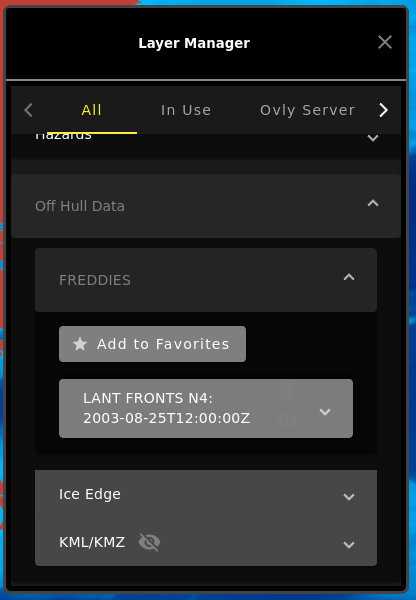 Layer Manager
All In Use Ovly Server
Hazards
Off Hull Data
FREDDIES
Add to Favorites
LANT FRONTS N4:
2003-08-25T12:00:00Z
Ice Edge
KML/KMZ